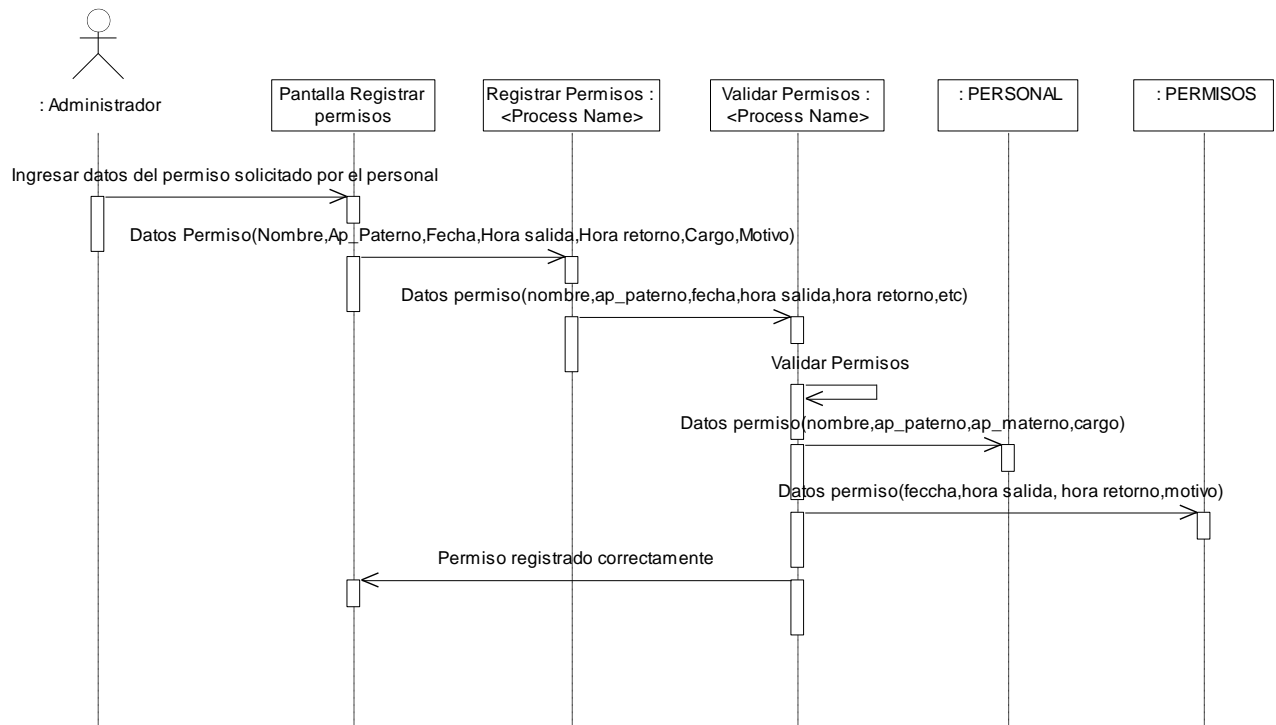 : Administrador
Pantalla Registrar
permisos
Registrar Permisos :
<Process Name>
Validar Permisos :
<Process Name>
: PERSONAL
: PERMISOS
Ingresar datos del permiso solicitado por el personal
Datos Permiso(Nombre,Ap_Paterno,Fecha,Hora salida,Hora retorno,Cargo,Motivo)
Datos permiso(nombre,ap_paterno,fecha,hora salida,hora retorno,etc)
Validar Permisos
Datos permiso(nombre,ap_paterno,ap_materno,cargo)
Datos permiso(feccha,hora salida, hora retorno,motivo)
Permiso registrado correctamente